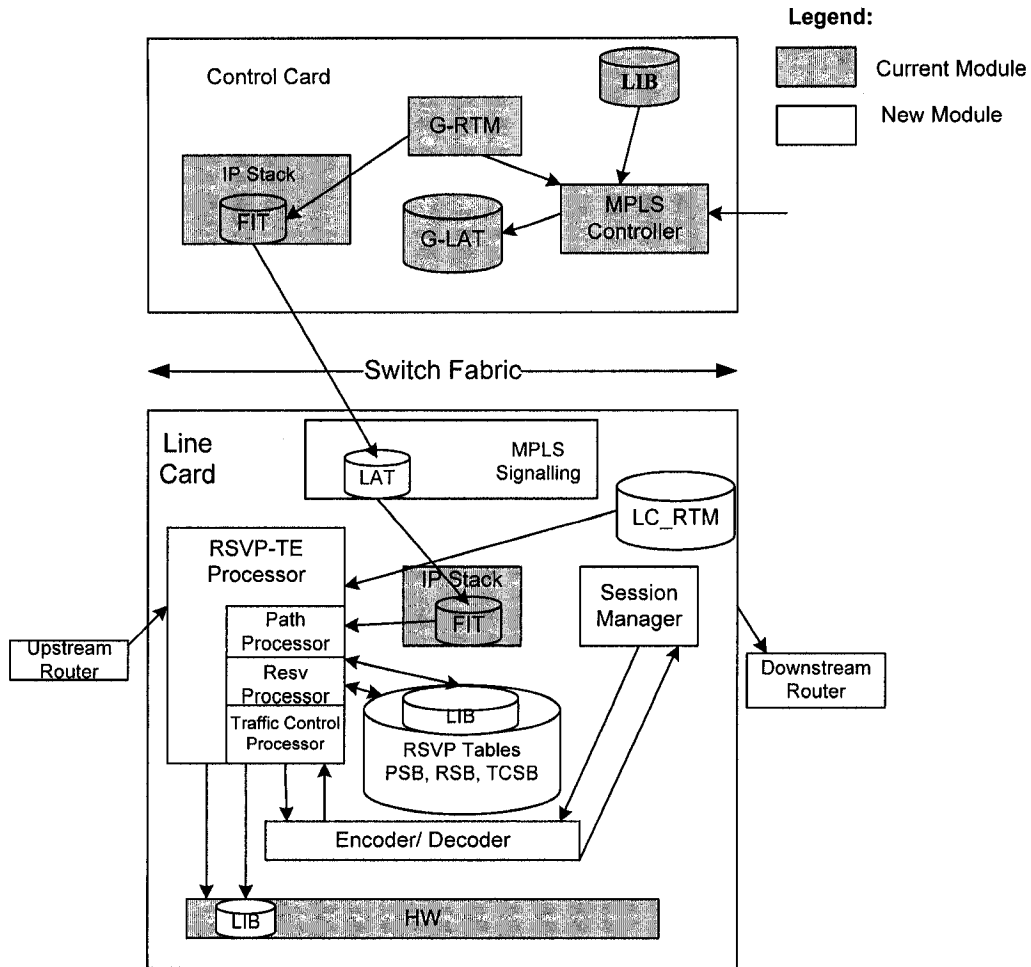 Legend:
Current Module
New Module
Control Card
LIB
G-RTM
IP Stack
FIT
G-LAT
MPLS
Controller
Switch Fabric
Line
Card
MPLS
Signalling
LAT
LC_RTM
RSVP-TE
Processor
IP Stack
FIT
Session
Manager
Path
Processor
Resv
Processor
Traffic Control
Processor
Upstream
Router
Downstream
Router
LIB
RSVP Tables
PSB, RSB, TCSB
Encoder/ Decoder
LIB
HW